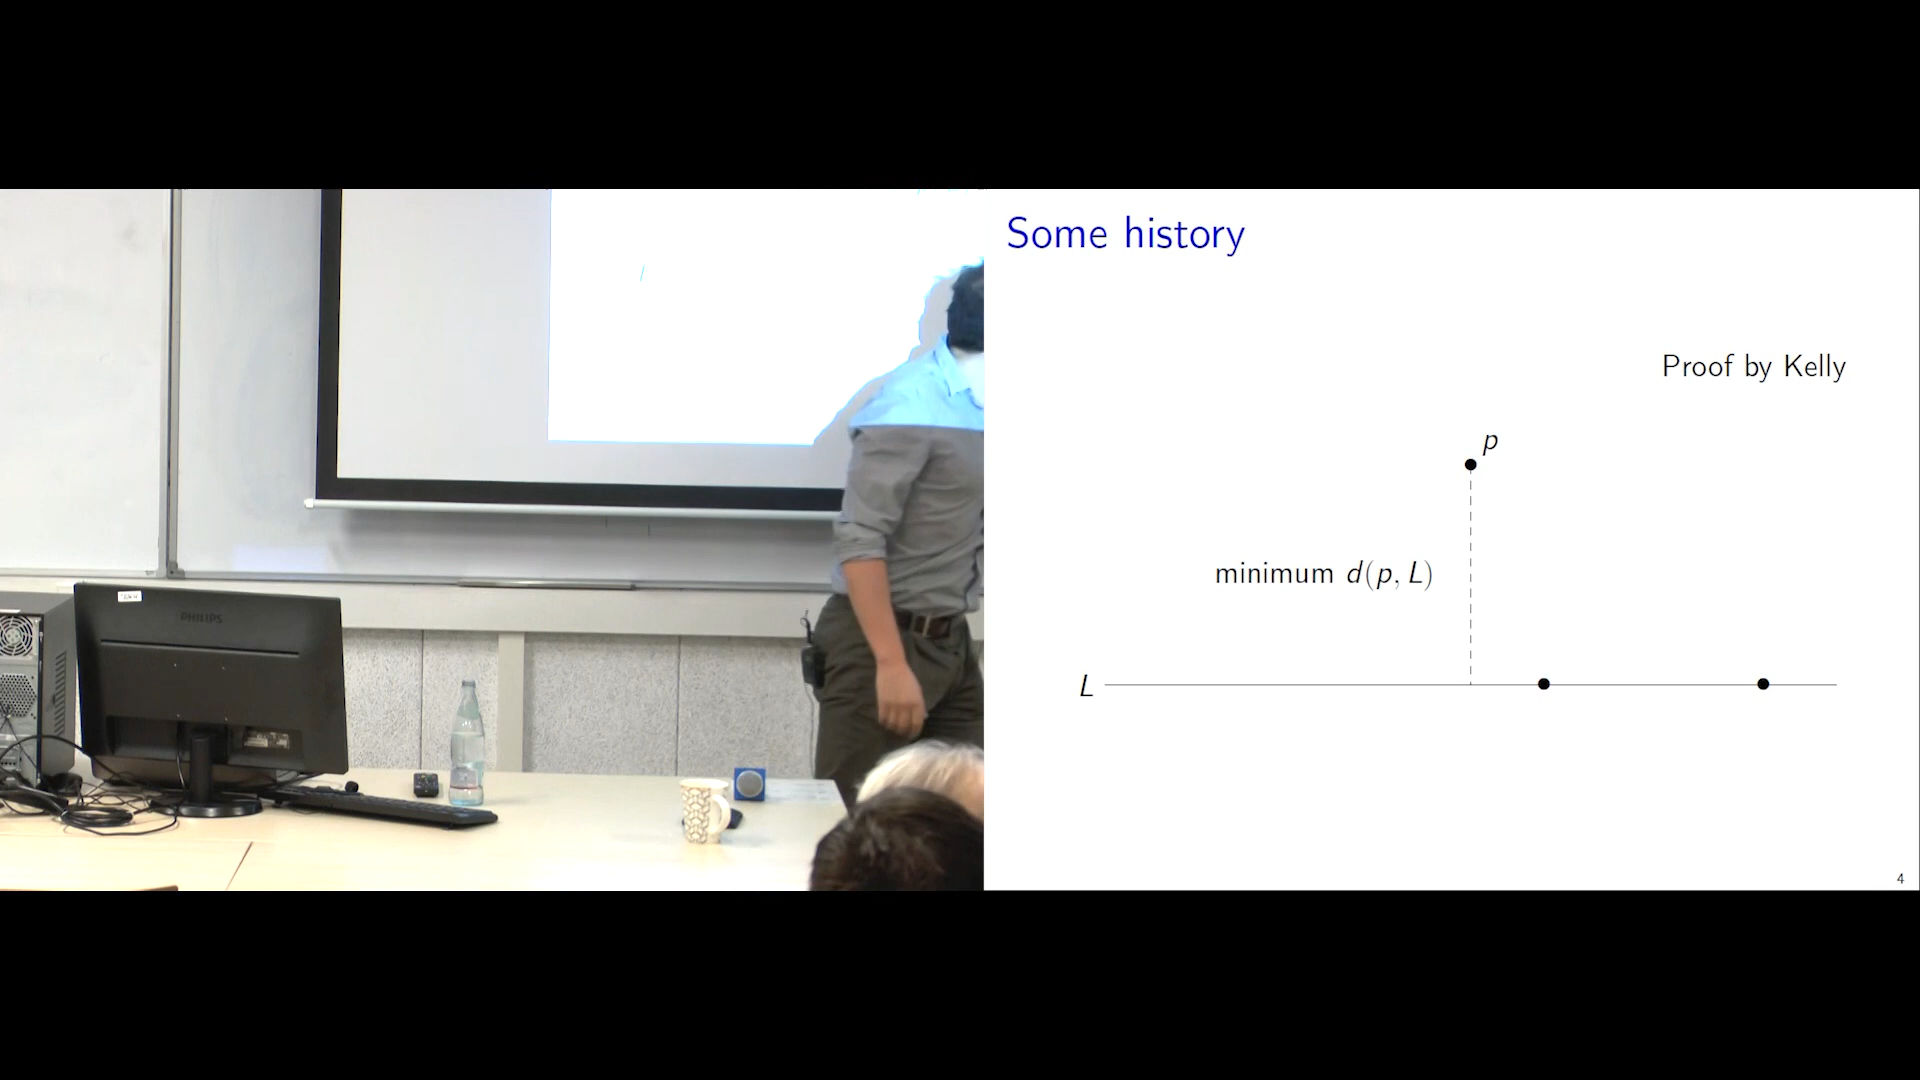 PHILIPS
Some history
Proof by Kelly
p
minimum d(p, L)
L
4